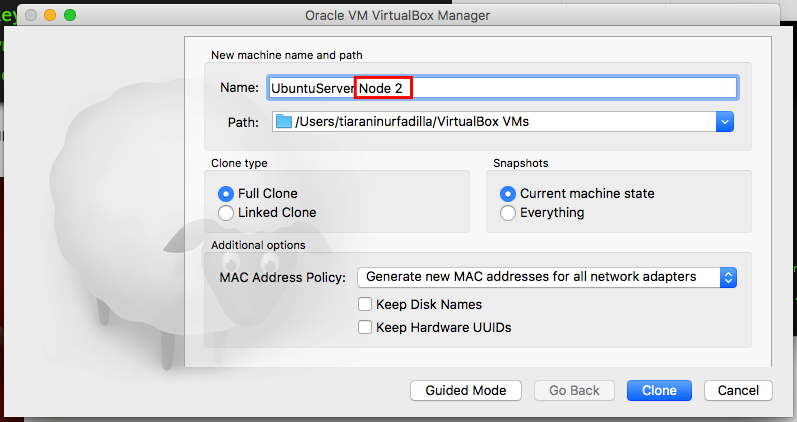 Oracle VM VirtualBox Manager
New machine name and path
Name: UbuntuServer Node 2
Path: /Users/tiaraninurfadilla/VirtualBox VMs
Clone type
Full Clone
Linked Clone
Snapshots
Current machine state
Everything
Additional options
MAC Address Policy: Generate new MAC addresses for all network adapters
Keep Disk Names
Keep Hardware UUIDs
Guided Mode
Go Back
Clone
Cancel